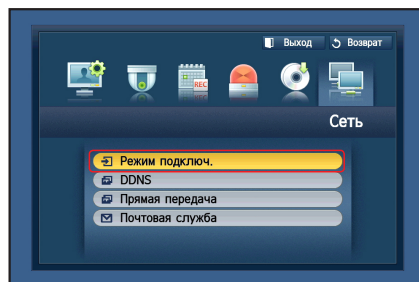 Выход Возврат
REC
Сеть
Режим подключ.
DDNS
Прямая передача
Почтовая служба